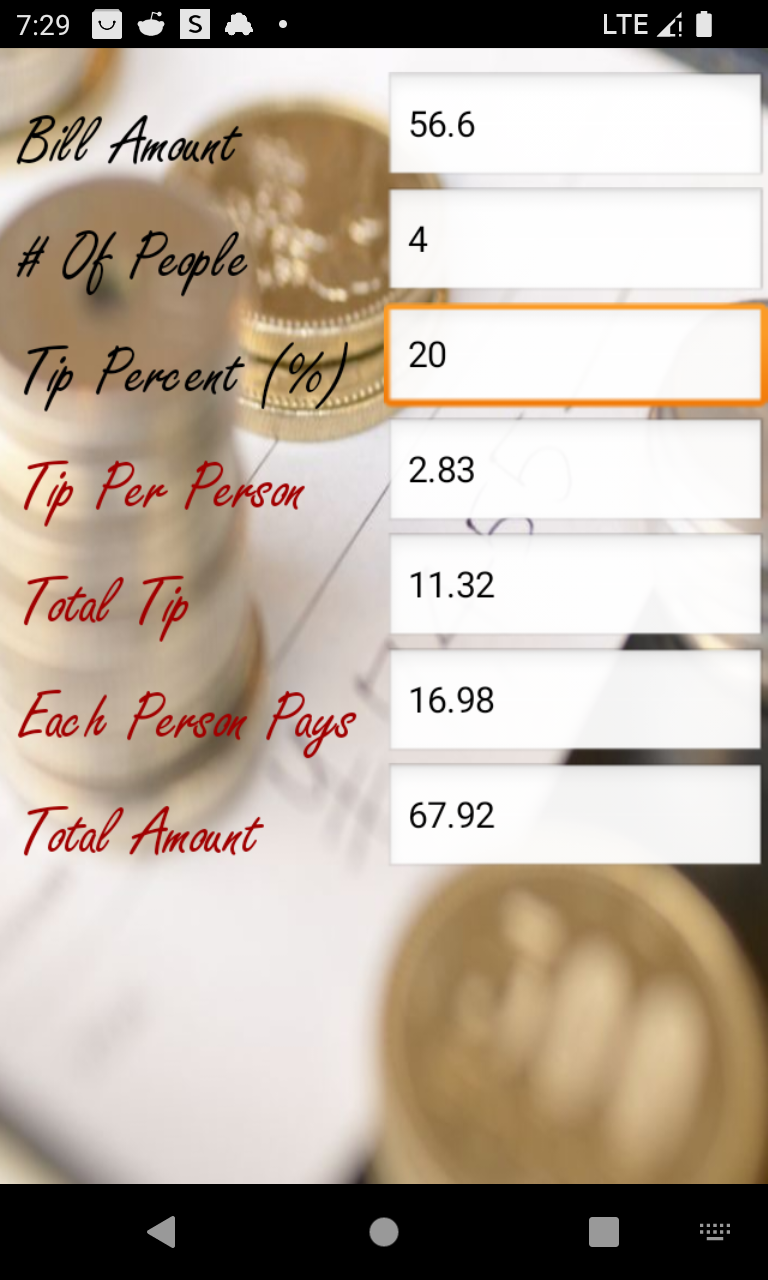 7:29 S LTE
Bill Amount 56.6
# Of People 4
Tip Percent (%) 20
Tip Per Person 2.83
Total Tip 11.32
Each Person Pays 16.98
Total Amount 67.92